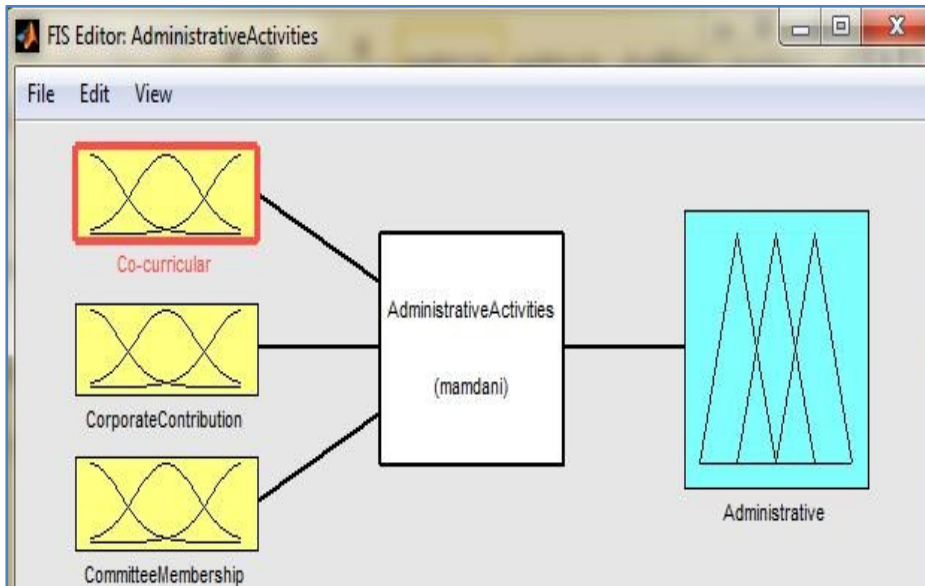 FIS Editor: AdministrativeActivities
File Edit View
Co-curricular
CorporateContribution
CommitteeMembership
AdministrativeActivities
(mamdani)
Administrative